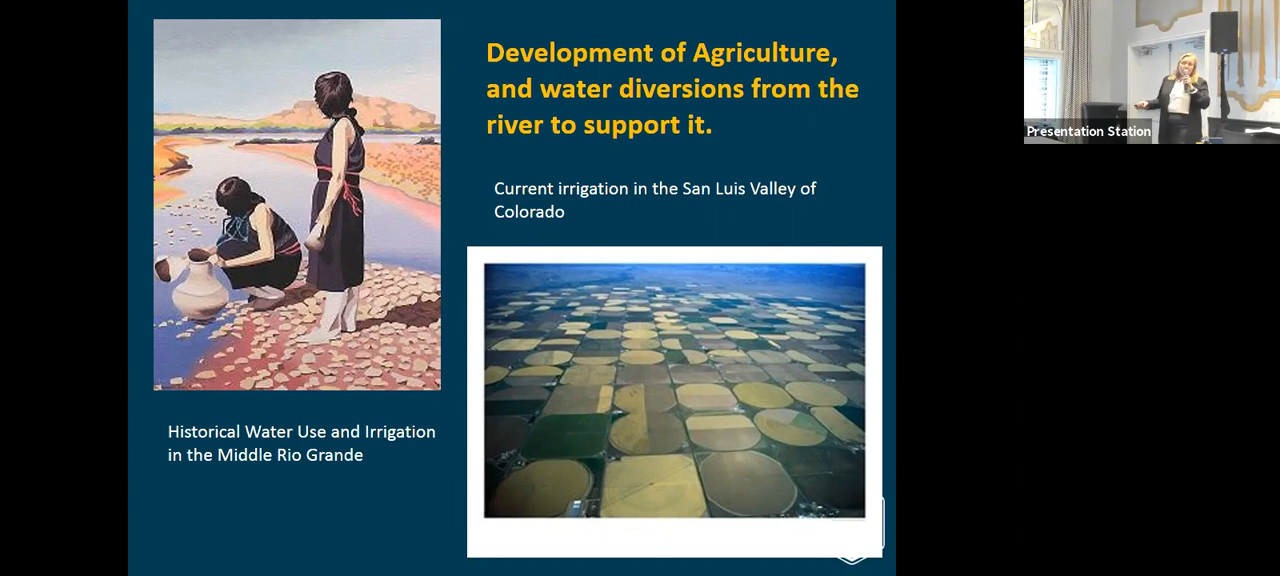 Development of Agriculture,
and water diversions from the
river to support it.
Current irrigation in the San Luis Valley of
Colorado
Historical Water Use and Irrigation
in the Middle Rio Grande
Presentation Station